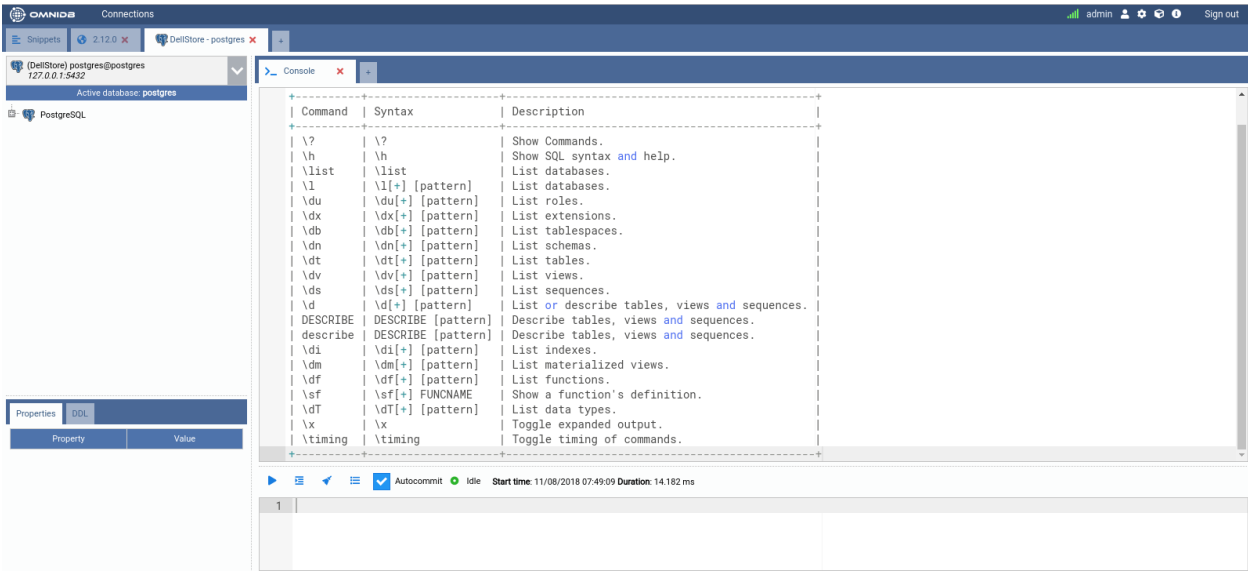 OMNIDB Connections admin Sign out
Snippets 2.12.0 DellStore - postgres +
(DellStore) postgres@postgres
127.0.0.1:5432
Active database: postgres
PostgreSQL
Properties DDL
Property Value
>_ Console +
+----------+--------------------+------------------------------------------------+
| Command | Syntax | Description |
+----------+--------------------+------------------------------------------------+
| \? | \? | Show Commands. |
| \h | \h | Show SQL syntax and help. |
| \list | \list | List databases. |
| \l | \l[+] [pattern] | List databases. |
| \du | \du[+] [pattern] | List roles. |
| \dx | \dx[+] [pattern] | List extensions. |
| \db | \db[+] [pattern] | List tablespaces. |
| \dn | \dn[+] [pattern] | List schemas. |
| \dt | \dt[+] [pattern] | List tables. |
| \dv | \dv[+] [pattern] | List views. |
| \ds | \ds[+] [pattern] | List sequences. |
| \d | \d[+] [pattern] | List or describe tables, views and sequences. |
| DESCRIBE | DESCRIBE [pattern] | Describe tables, views and sequences. |
| describe | DESCRIBE [pattern] | Describe tables, views and sequences. |
| \di | \di[+] [pattern] | List indexes. |
| \dm | \dm[+] [pattern] | List materialized views. |
| \df | \df[+] [pattern] | List functions. |
| \sf | \sf[+] FUNCNAME | Show a function's definition. |
| \dT | \dT[+] [pattern] | List data types. |
| \x | \x | Toggle expanded output. |
| \timing | \timing | Toggle timing of commands. |
+----------+--------------------+------------------------------------------------+
Autocommit Idle Start time: 11/08/2018 07:49:09 Duration: 14.182 ms
1